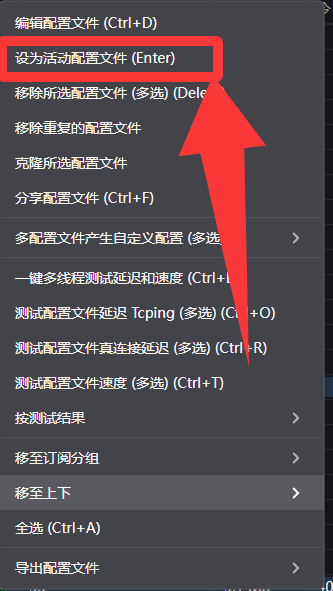 编辑配置文件 (Ctrl+D)
设为活动配置文件 (Enter)
移除所选配置文件 (多选) (Dele
移除重复的配置文件
克隆所选配置文件
分享配置文件 (Ctrl+F)
多配置文件产生自定义配置 (多选
一键多线程测试延迟和速度 (Ctrl+E
测试配置文件延迟 Tcping (多选) (Ctrl+O)
测试配置文件真连接延迟 (多选) (Ctrl+R)
测试配置文件速度 (多选) (Ctrl+T)
按测试结果
移至订阅分组
移至上下
全选 (Ctrl+A)
导出配置文件